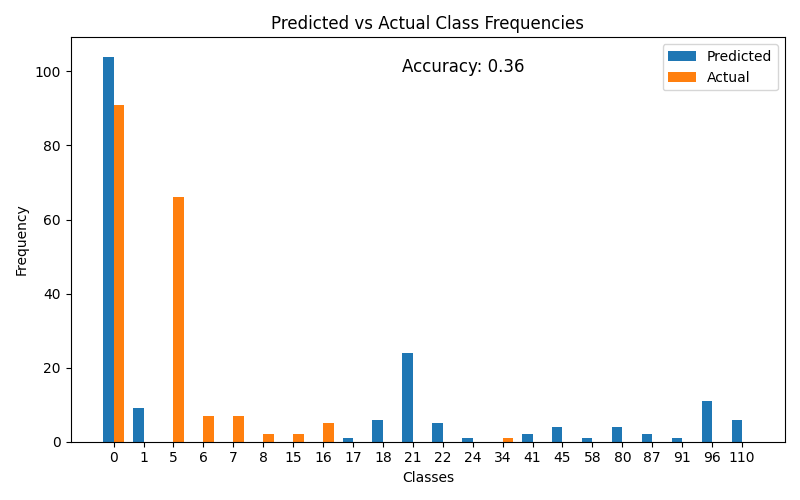 Predicted vs Actual Class Frequencies
Accuracy: 0.36
Predicted
Actual
Frequency
100
80
60
40
20
0
0 1 5 6 7 8 15 16 17 18 21 22 24 34 41 45 58 80 87 91 96 110
Classes